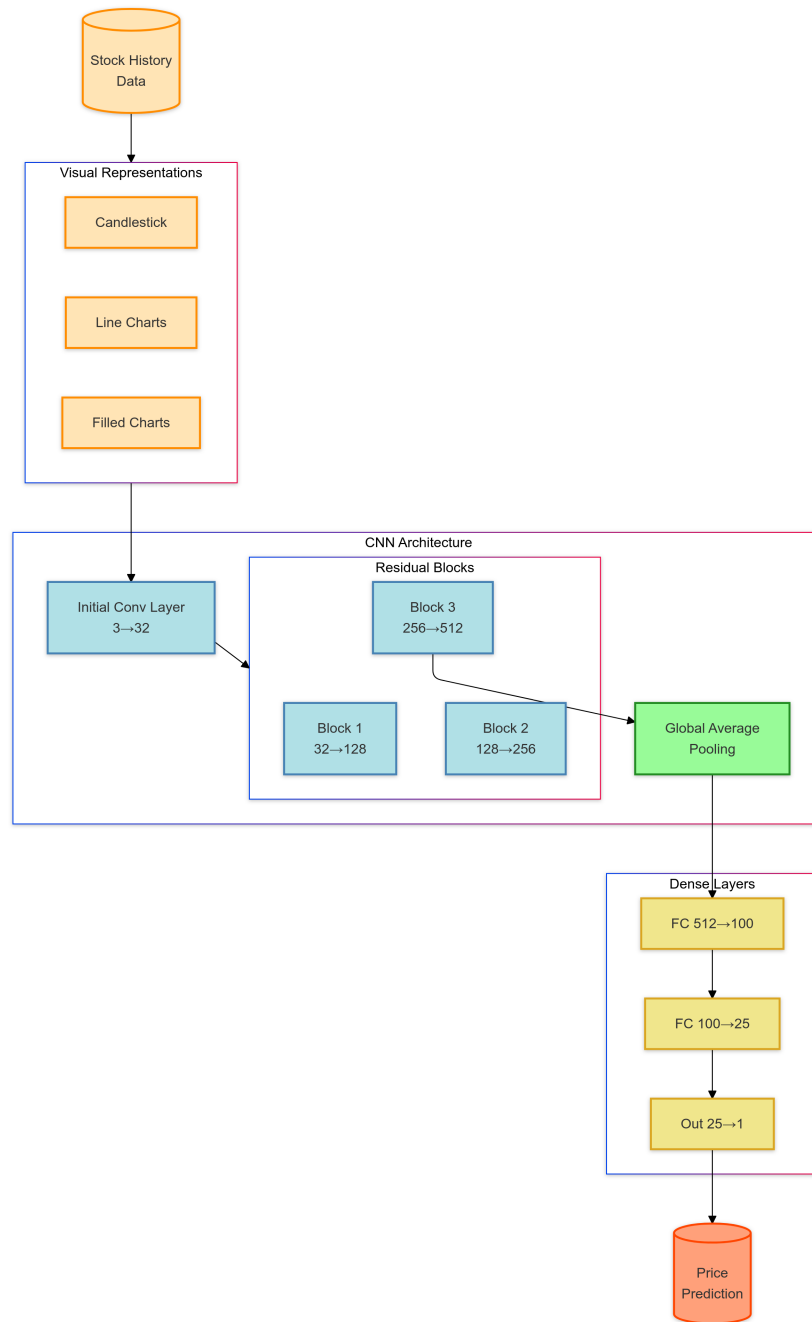 Stock History
Data
Visual Representations
Candlestick
Line Charts
Filled Charts
CNN Architecture
Initial Conv Layer
3→32
Residual Blocks
Block 3
256→512
Block 1
32→128
Block 2
128→256
Global Average
Pooling
Dense Layers
FC 512→100
FC 100→25
Out 25→1
Price
Prediction